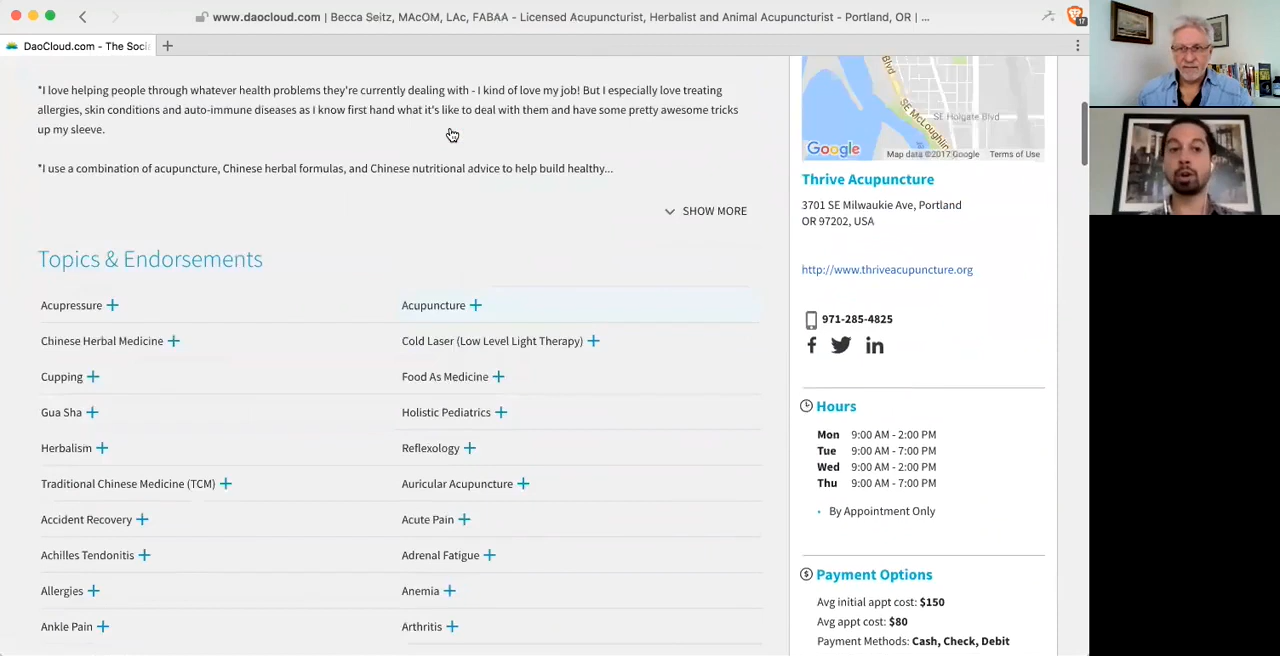 www.daocloud.com | Becca Seitz, MAcOM, LAc, FABAA - Licensed Acupuncturist, Herbalist and Animal Acupuncturist - Portland, OR | ...
17
DaoCloud.com - The Soci
*I love helping people through whatever health problems they're currently dealing with - I kind of love my job! But I especially love treating
allergies, skin conditions and auto-immune diseases as I know first hand what it's like to deal with them and have some pretty awesome tricks
up my sleeve.
*I use a combination of acupuncture, Chinese herbal formulas, and Chinese nutritional advice to help build healthy...
SHOW MORE
Topics & Endorsements
Acupressure +
Acupuncture +
Chinese Herbal Medicine +
Cold Laser (Low Level Light Therapy) +
Cupping +
Food As Medicine +
Gua Sha +
Holistic Pediatrics +
Herbalism +
Reflexology +
Traditional Chinese Medicine (TCM) +
Auricular Acupuncture +
Accident Recovery +
Acute Pain +
Achilles Tendonitis +
Adrenal Fatigue +
Allergies +
Anemia +
Ankle Pain +
Arthritis +
Blvd
SE McLoughlin
SE Holgate Blvd
Google
Map data ©2017 Google Terms of Use
Thrive Acupuncture
3701 SE Milwaukie Ave, Portland
OR 97202, USA
http://www.thriveacupuncture.org
971-285-4825
Hours
Mon 9:00 AM - 2:00 PM
Tue 9:00 AM - 7:00 PM
Wed 9:00 AM - 2:00 PM
Thu 9:00 AM - 7:00 PM
• By Appointment Only
Payment Options
Avg initial appt cost: $150
Avg appt cost: $80
Payment Methods: Cash, Check, Debit